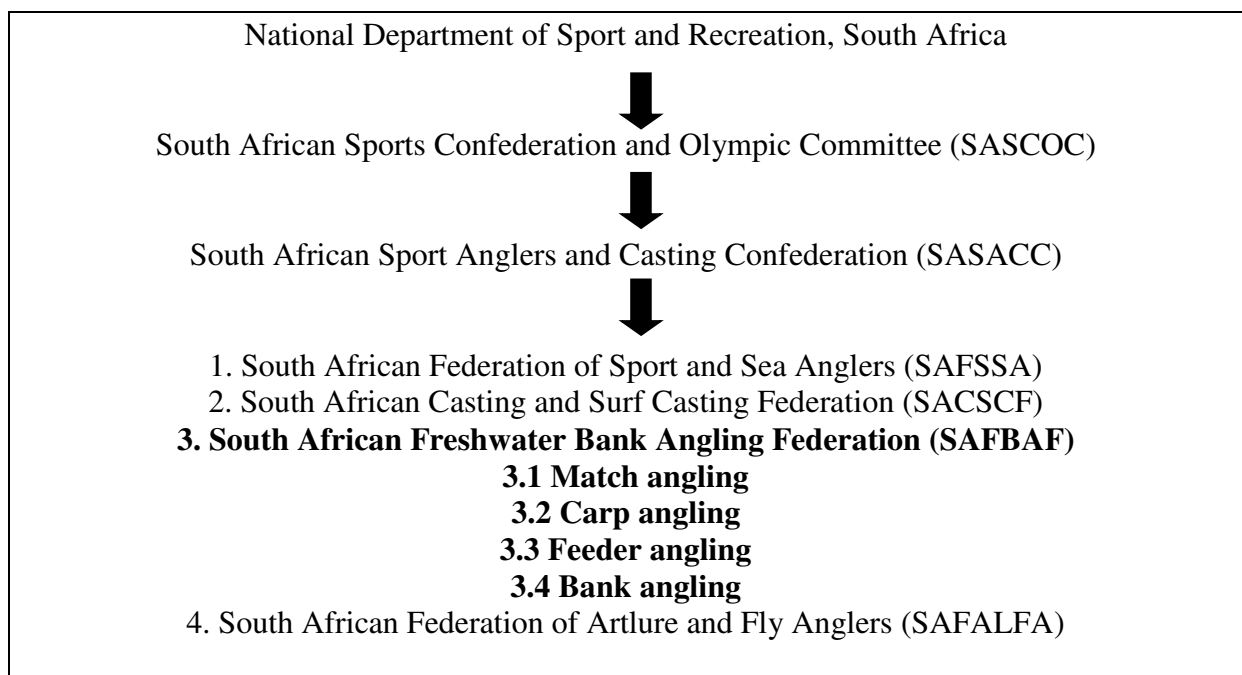 National Department of Sport and Recreation, South Africa
South African Sports Confederation and Olympic Committee (SASCOC)
South African Sport Anglers and Casting Confederation (SASACC)
1. South African Federation of Sport and Sea Anglers (SAFSSA)
2. South African Casting and Surf Casting Federation (SACSCF)
3. South African Freshwater Bank Angling Federation (SAFBAF)
3.1 Match angling
3.2 Carp angling
3.3 Feeder angling
3.4 Bank angling
4. South African Federation of Artlure and Fly Anglers (SAFALFA)